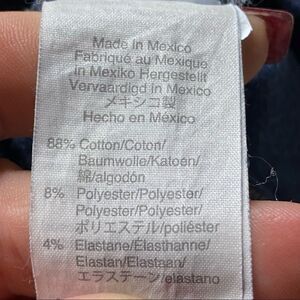 Made in Mexico
Fabriqué au Mexique
in Mexiko Hergestellt
Vervaardigd in Mexico
メキシコ製
Hecho en México
88% Cotton/Coton/
Baumwolle/Katoen/
綿/algodón
8% Polyester/Polyester/
Polyester/Polyester/
ポリエステル/poliéster
4% Elastane/Élasthanne/
Elastan/Elastaan/
エラステーン/elastano